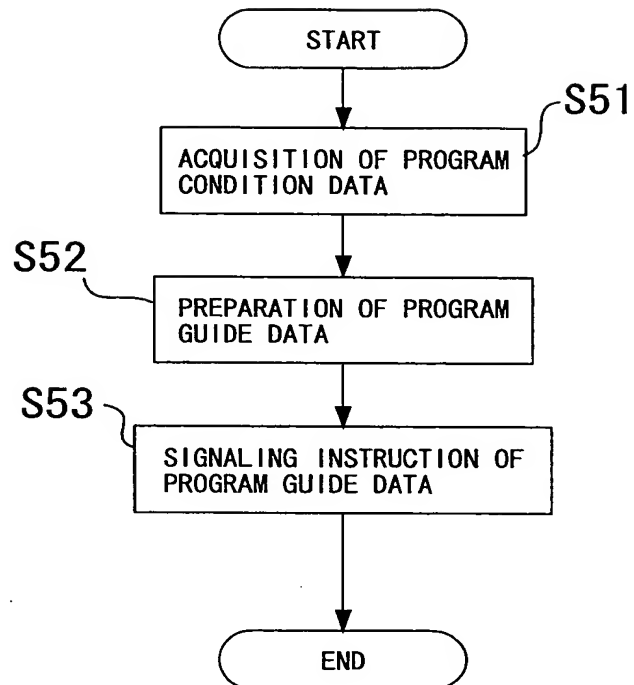 START
S51
ACQUISITION OF PROGRAM
CONDITION DATA
S52
PREPARATION OF PROGRAM
GUIDE DATA
S53
SIGNALING INSTRUCTION OF
PROGRAM GUIDE DATA
END